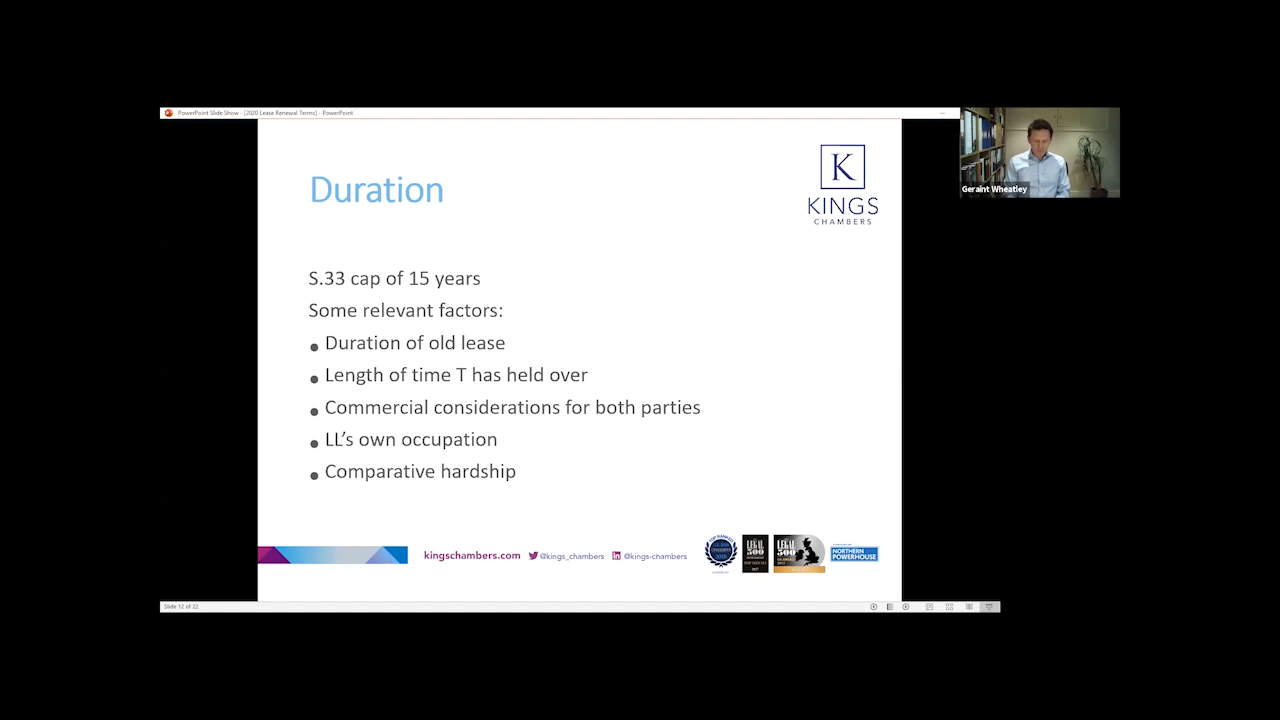 PowerPoint Slide Show - [2020 Lease Renewal Terms] - PowerPoint
Geraint Wheatley
K
KINGS
CHAMBERS
Duration
S.33 cap of 15 years
Some relevant factors:
Duration of old lease
Length of time T has held over
Commercial considerations for both parties
LL's own occupation
Comparative hardship
kingschambers.com @kings_chambers @kings-chambers
LEGAL
500
LEGAL
500
NORTHERN
POWERHOUSE
Slide 12 of 22